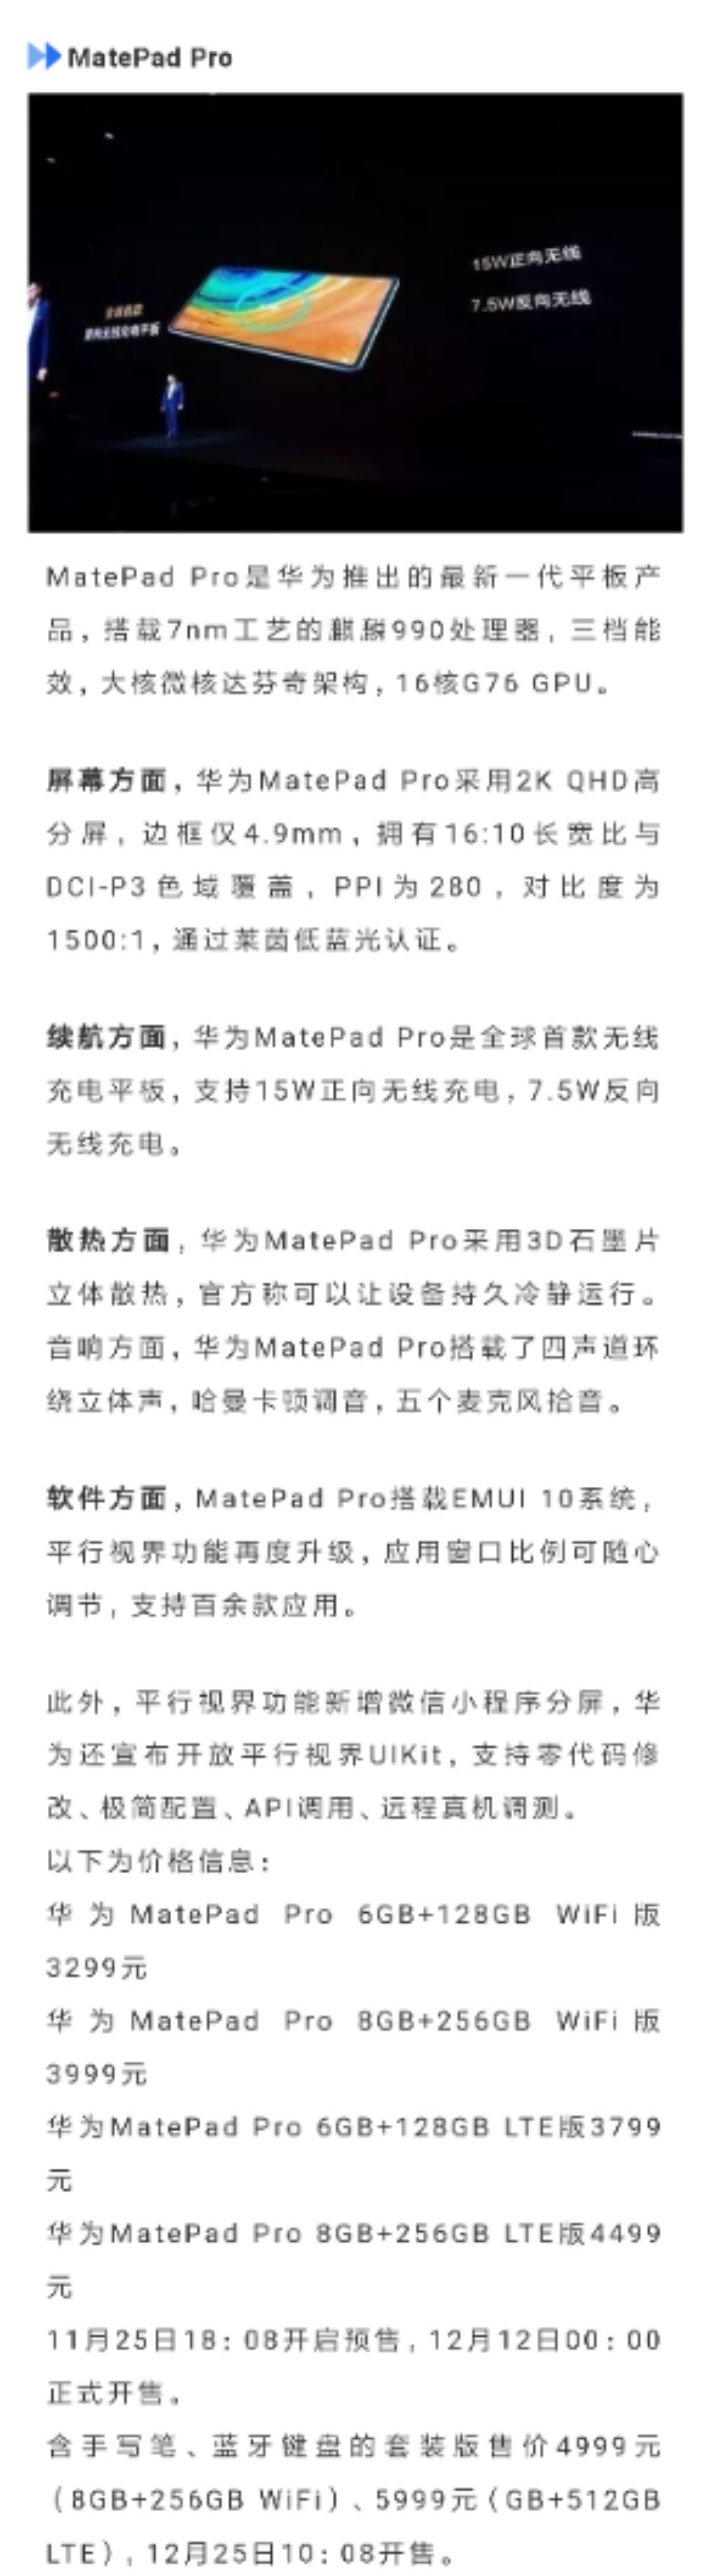 MatePad Pro
15W正向无线
7.5W反向无线
MatePad Pro是华为推出的最新一代平板产
品，搭载7nm工艺的麒麟990处理器，三档能
效，大核微核达芬奇架构，16核G76 GPU。
屏幕方面，华为MatePad Pro采用2K QHD高
分屏，边框仅4.9mm，拥有16:10长宽比与
DCI-P3色域覆盖，PPI为280，对比度为
1500:1，通过莱茵低蓝光认证。
续航方面，华为MatePad Pro是全球首款无线
充电平板，支持15W正向无线充电，7.5W反向
无线充电。
散热方面，华为MatePad Pro采用3D石墨片
立体散热，官方称可以让设备持久冷静运行。
音响方面，华为MatePad Pro搭载了四声道环
绕立体声，哈曼卡顿调音，五个麦克风拾音。
软件方面，MatePad Pro搭载EMUI 10系统，
平行视界功能再度升级，应用窗口比例可随心
调节，支持百余款应用。
此外，平行视界功能新增微信小程序分屏，华
为还宣布开放平行视界UIKit，支持零代码修
改、极简配置、API调用、远程真机调测。
以下为价格信息：
华为MatePad Pro 6GB+128GB WiFi版
3299元
华为MatePad Pro 8GB+256GB WiFi版
3999元
华为MatePad Pro 6GB+128GB LTE版3799
元
华为MatePad Pro 8GB+256GB LTE版4499
元
11月25日18：08开启预售，12月12日00：00
正式开售。
含手写笔、蓝牙键盘的套装版售价4999元
（8GB+256GB WiFi）、5999元（GB+512GB
LTE），12月25日10：08开售。